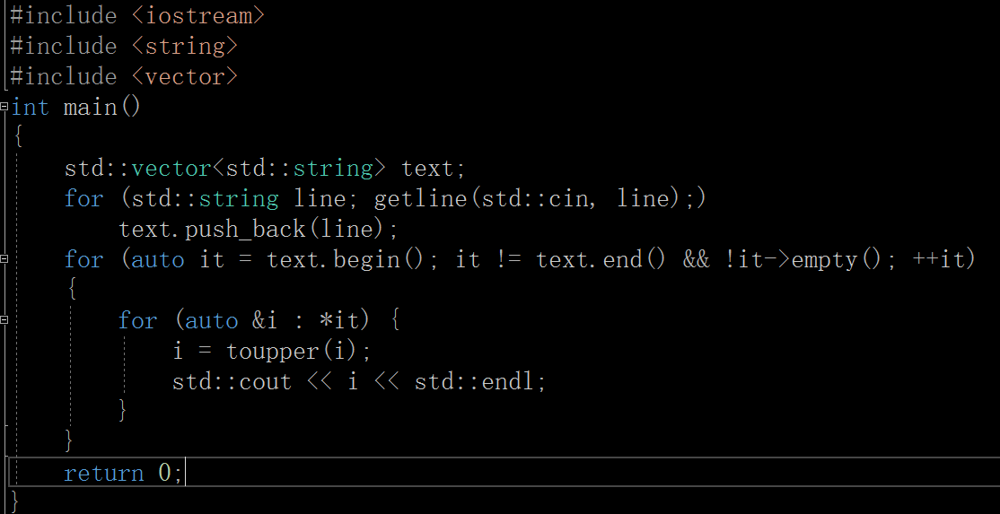 #include <iostream>
#include <string>
#include <vector>
int main()
{
    std::vector<std::string> text;
    for (std::string line; getline(std::cin, line);)
        text.push_back(line);
    for (auto it = text.begin(); it != text.end() && !it->empty(); ++it)
    {
        for (auto &i : *it) {
            i = toupper(i);
            std::cout << i << std::endl;
        }
    }
    return 0;
}